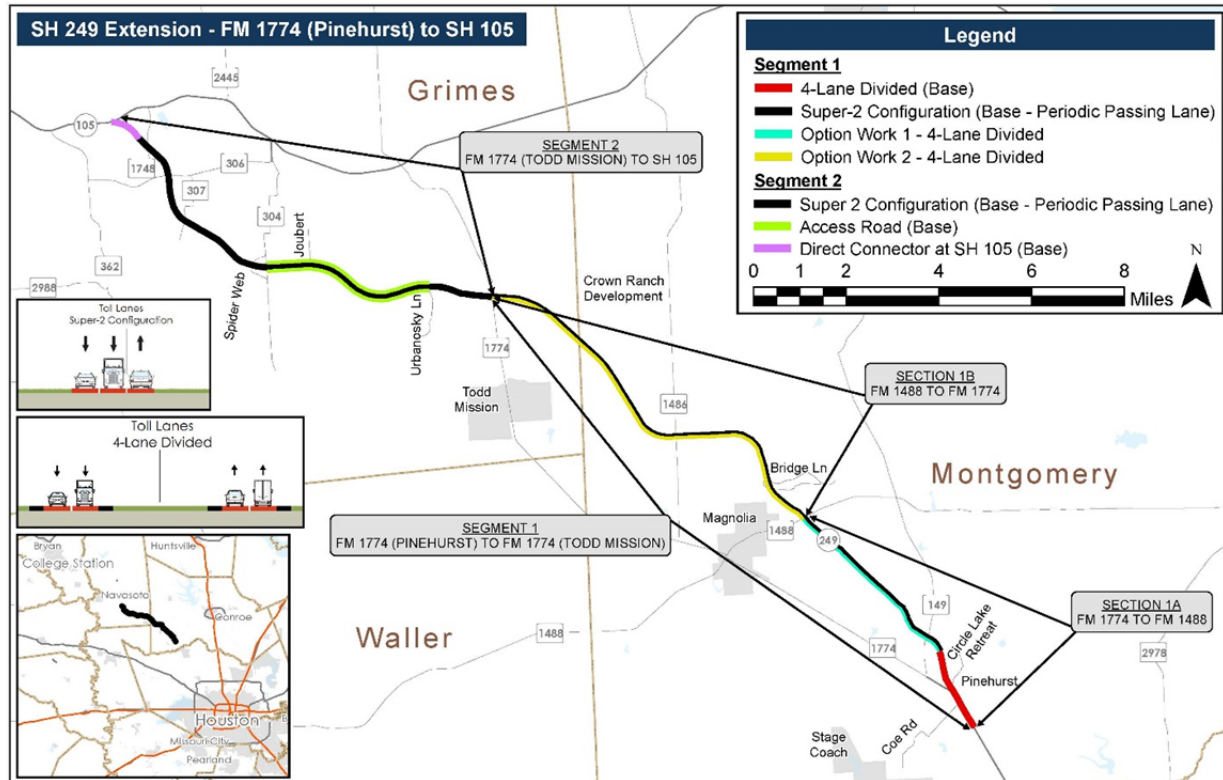 SH 249 Extension - FM 1774 (Pinehurst) to SH 105
Legend
Segment 1
4-Lane Divided (Base)
Super-2 Configuration (Base - Periodic Passing Lane)
Option Work 1 - 4-Lane Divided
Option Work 2 - 4-Lane Divided
Segment 2
Super 2 Configuration (Base - Periodic Passing Lane)
Access Road (Base)
Direct Connector at SH 105 (Base)
N
0 1 2 4 6 8
Miles
2445
Grimes
105
SEGMENT 2
FM 1774 (TODD MISSION) TO SH 105
1748
306
307
304
Joubert
362
2988
Spider Web
Urbanosky Ln
Crown Ranch
Development
Toll Lanes
Super-2 Configuration
1774
Todd
Mission
1486
SECTION 1B
FM 1488 TO FM 1774
Toll Lanes
4-Lane Divided
Bridge Ln
Montgomery
Magnolia
1488
249
SEGMENT 1
FM 1774 (PINEHURST) TO FM 1774 (TODD MISSION)
Bryan
College Station
Huntsville
Navasota
Conroe
149
Circle Lake
Retreat
SECTION 1A
FM 1774 TO FM 1488
Waller
1488
1774
2978
Pinehurst
Houston
Missouri City
Pearland
Stage
Coach
Coe Rd